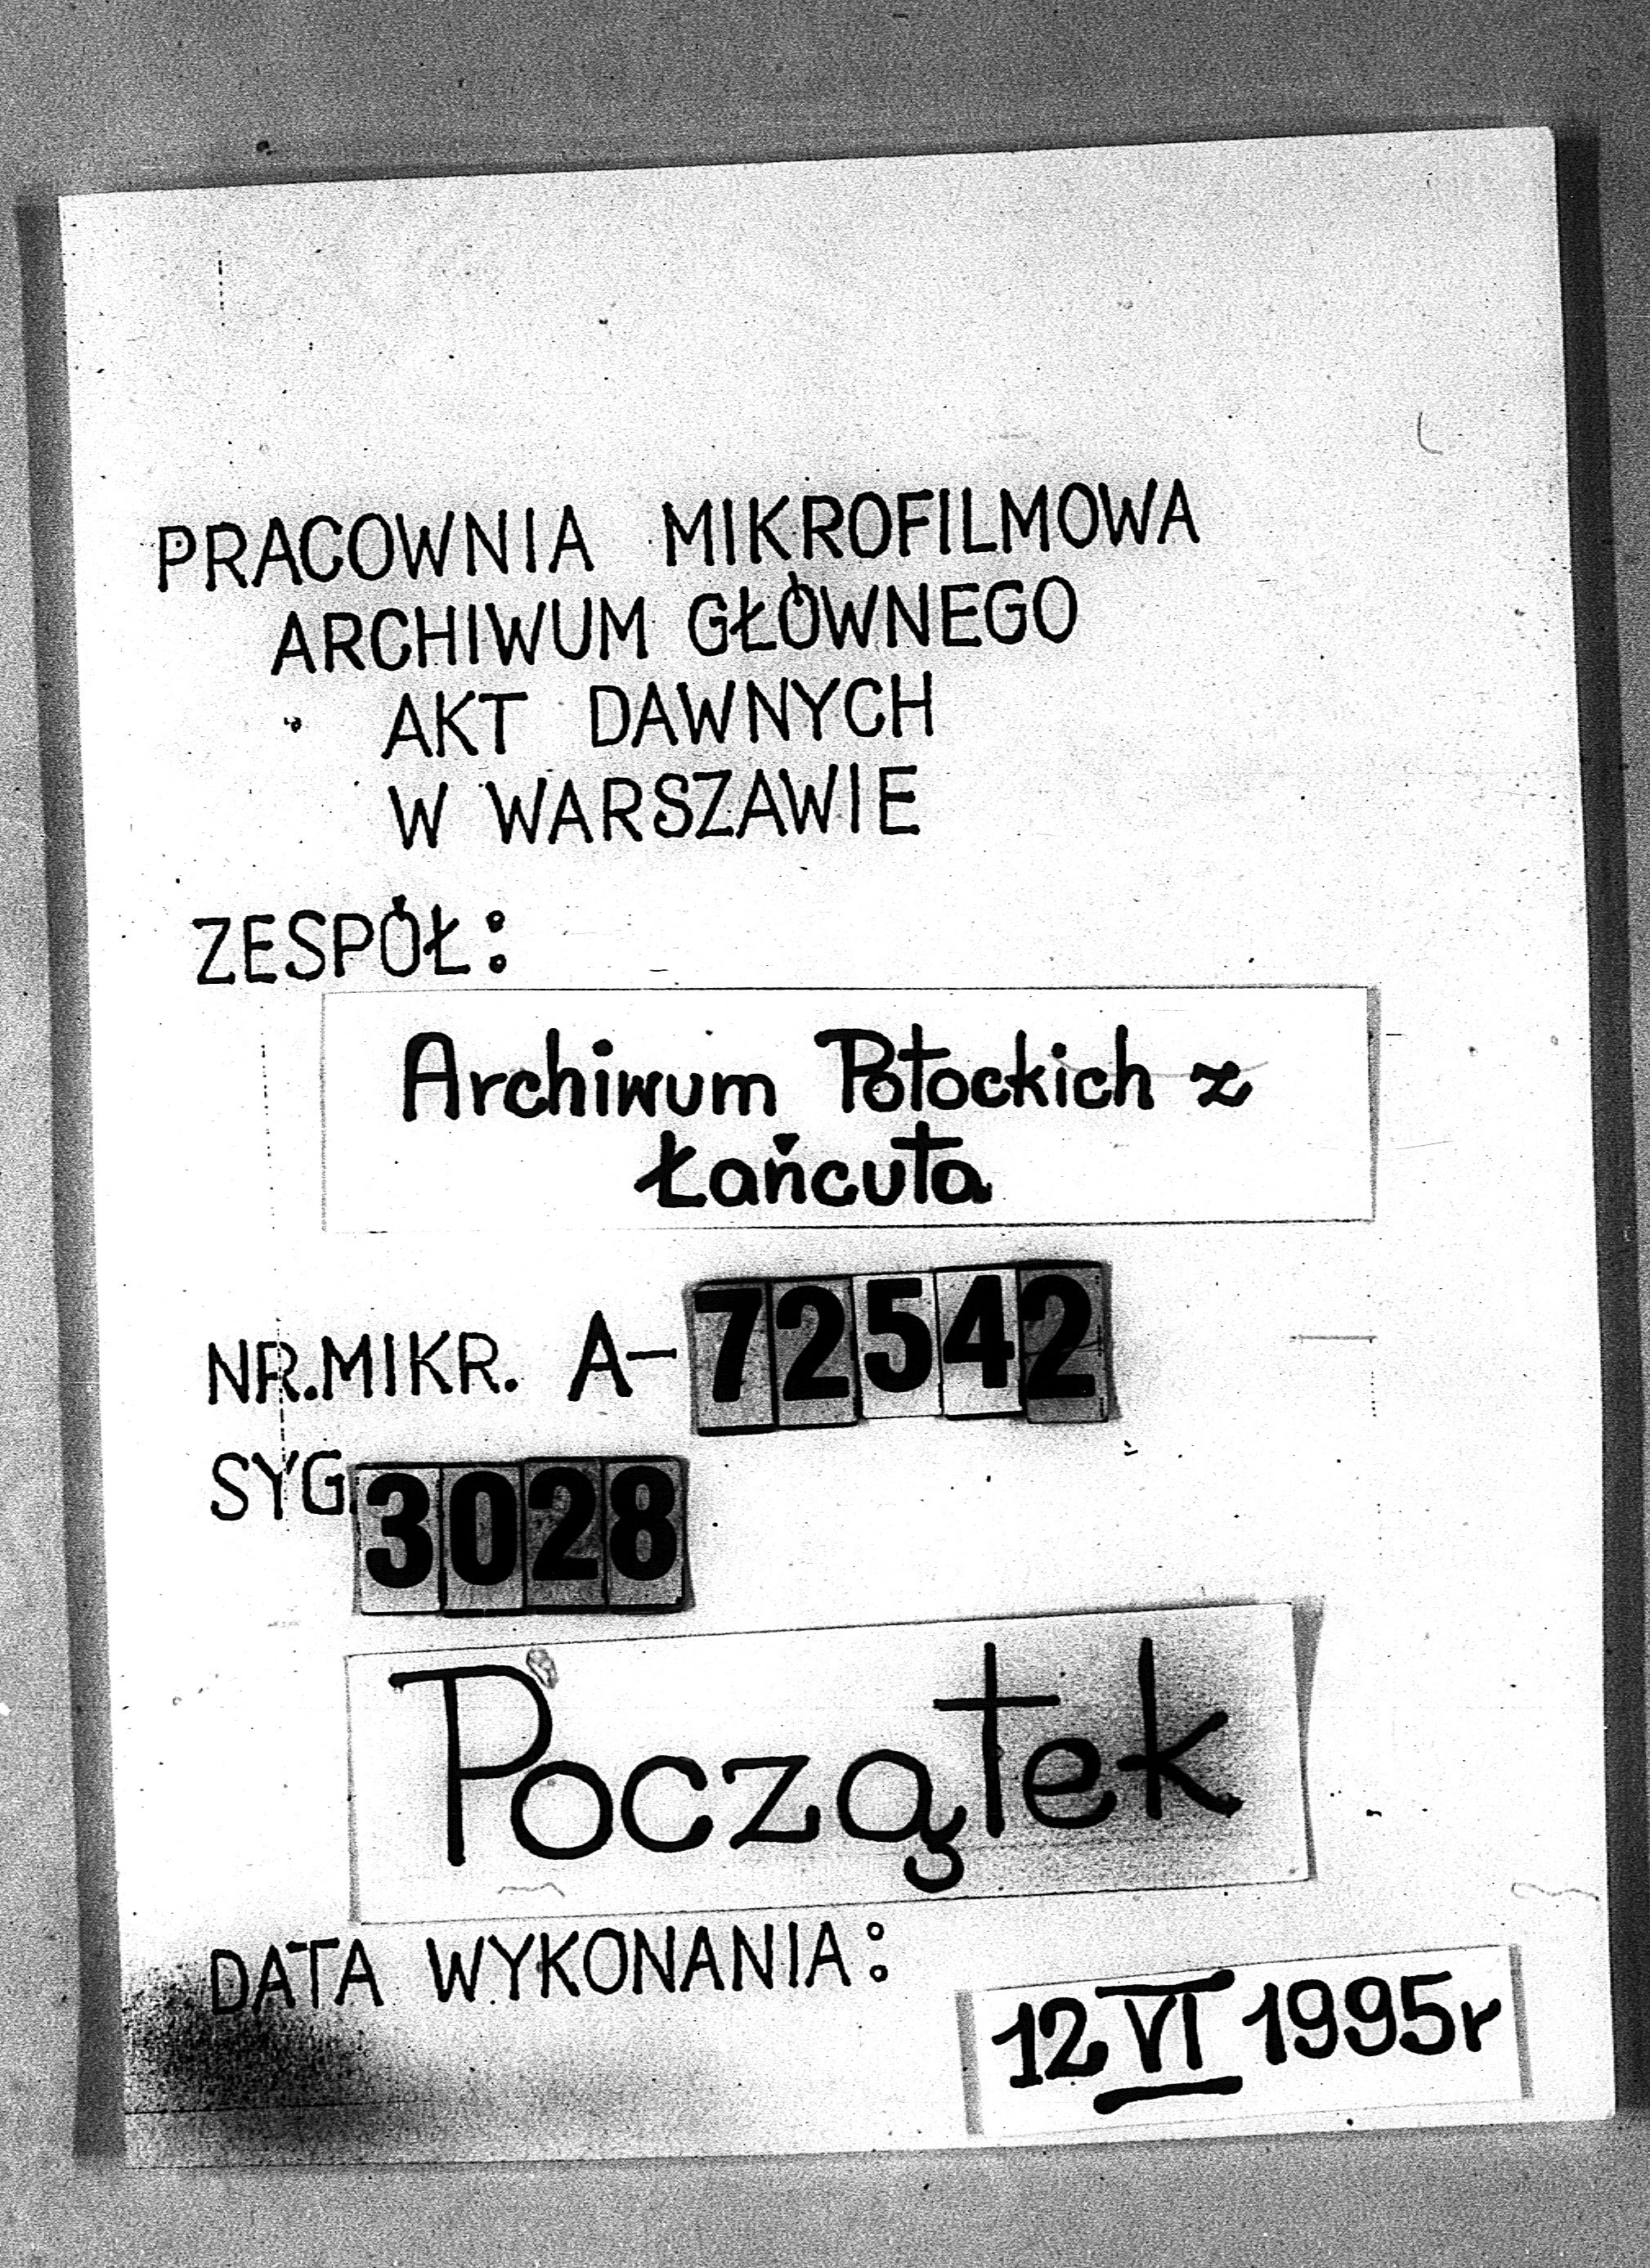 PRACOWNIA MIKROFILMOWA
ARCHIWUM GŁÓWNEGO
AKT DAWNYCH
W WARSZAWIE
ZESPÓŁ:
Archiwum Potockich z
Łańcuta
NR.MIKR. A-72542
SYG. 3028
Początek
DATA WYKONANIA:
12 VI 1995r